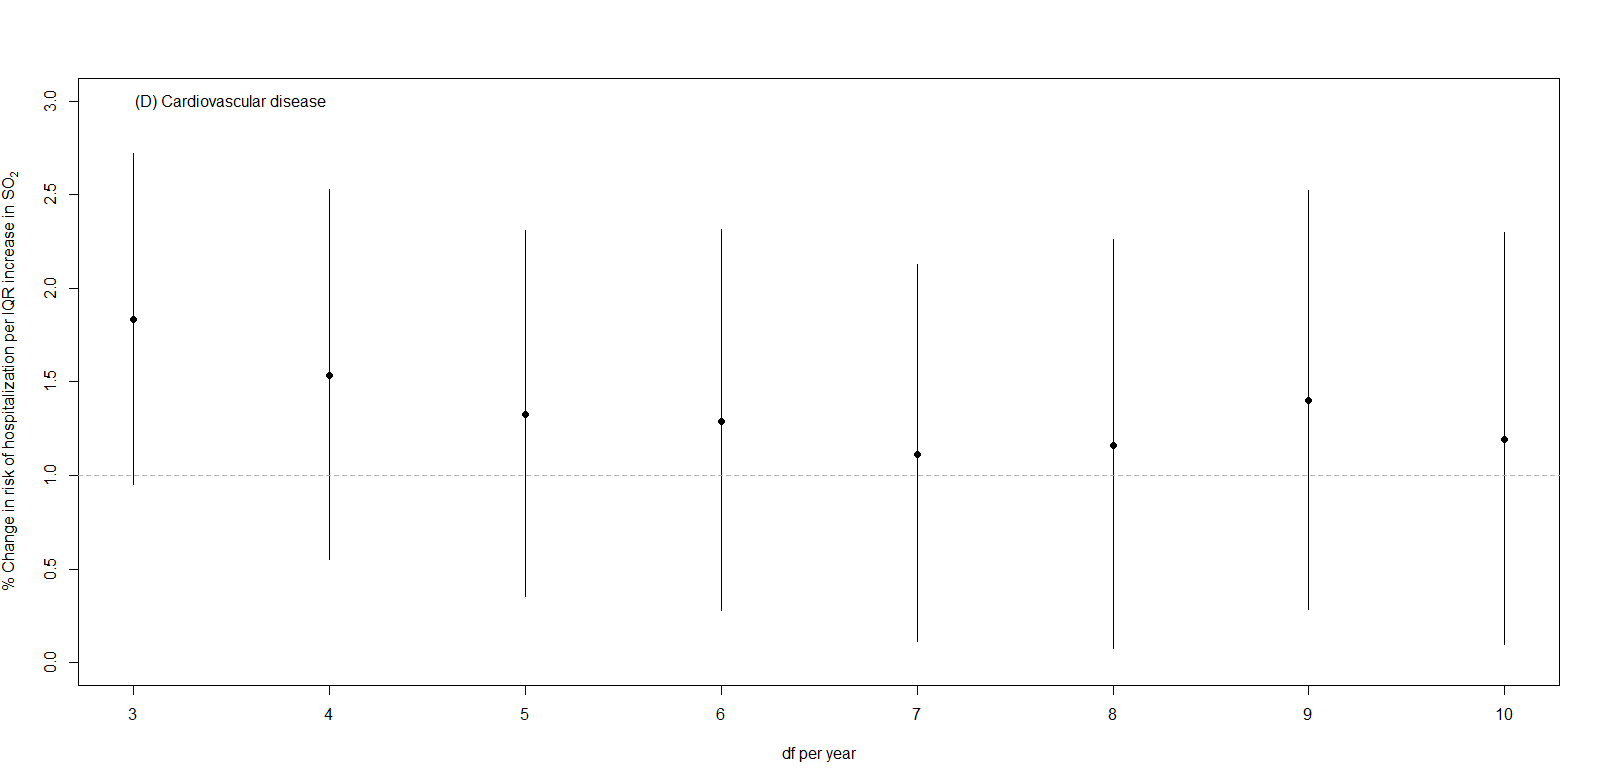 (D) Cardiovascular disease
% Change in risk of hospitalization per IQR increase in SO₂
3.0
2.5
2.0
1.5
1.0
0.5
0.0
3 4 5 6 7 8 9 10
df per year